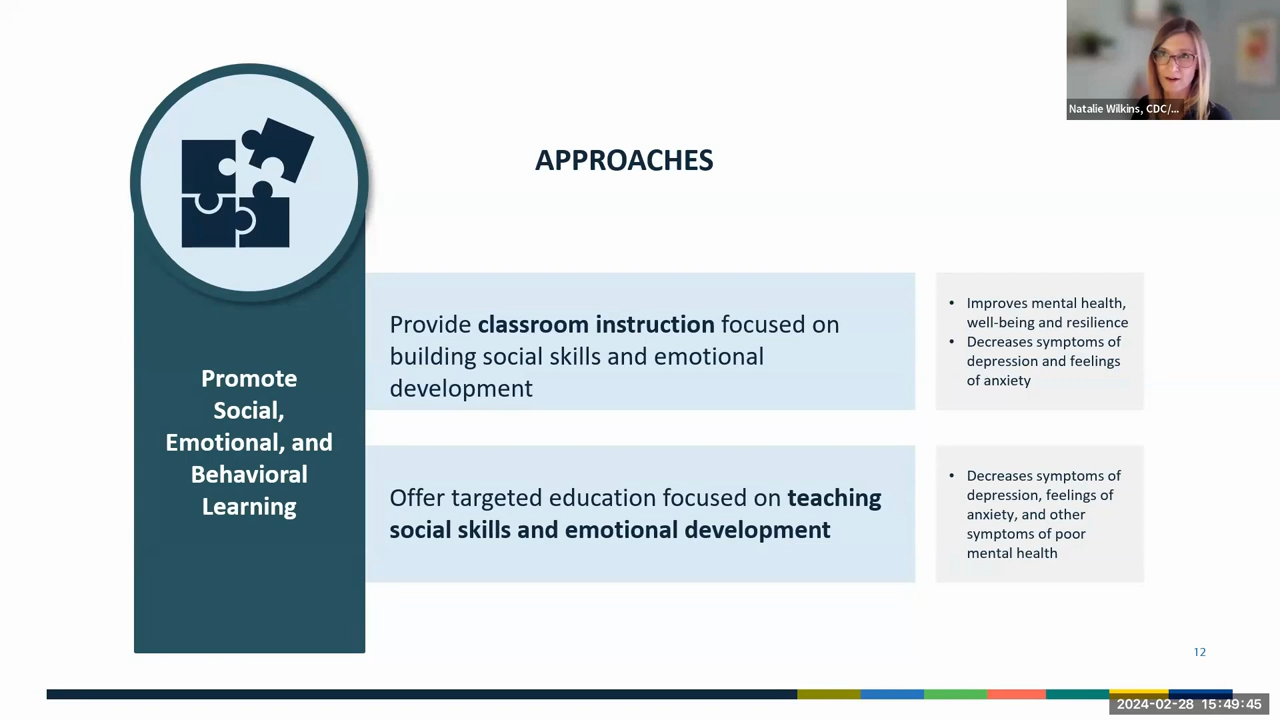 Natalie Wilkins, CDC/...
APPROACHES
Promote
Social,
Emotional, and
Behavioral
Learning
Provide classroom instruction focused on
building social skills and emotional
development
• Improves mental health,
well-being and resilience
• Decreases symptoms of
depression and feelings
of anxiety
Offer targeted education focused on teaching
social skills and emotional development
• Decreases symptoms of
depression, feelings of
anxiety, and other
symptoms of poor
mental health
12
2024-02-28 15:49:45